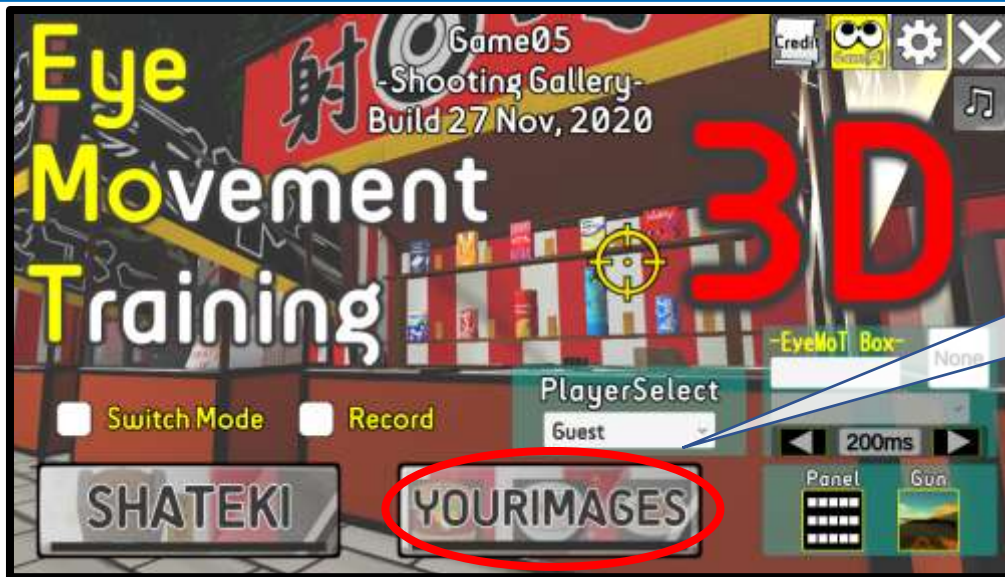 Eye
Movement
Training
3D
射
Game05
-Shooting Gallery-
Build 27 Nov, 2020
Credit
-EyeMoT Box-
None
PlayerSelect
Guest
Switch Mode
Record
200ms
SHATEKI
YOURIMAGES
Panel
Gun